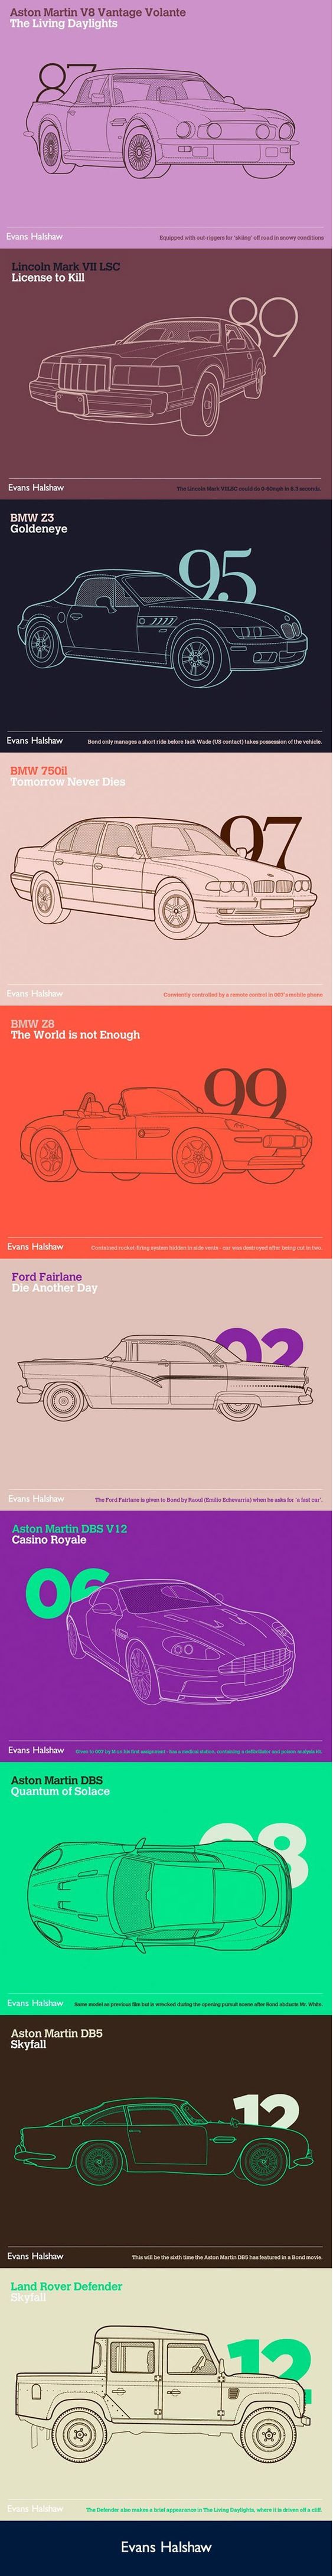 Aston Martin V8 Vantage Volante
The Living Daylights
87
Evans Halshaw
Equipped with out-riggers for 'skiing' off road in snowy conditions
Lincoln Mark VII LSC
License to Kill
89
Evans Halshaw
The Lincoln Mark VII LSC could do 0-60mph in 8.3 seconds.
BMW Z3
Goldeneye
95
Evans Halshaw
Bond only manages a short ride before Jack Wade (US contact) takes possession of the vehicle.
BMW 750il
Tomorrow Never Dies
97
Evans Halshaw
Constantly controlled by a remote control in 007's mobile phone
BMW Z8
The World is not Enough
99
Evans Halshaw
Contained rocket-firing system hidden in side vents - car was destroyed after being cut in two.
Ford Fairlane
Die Another Day
02
Evans Halshaw
The Ford Fairlane is given to Bond by Raoul (Emilio Echevarria) when he asks for 'a fast car'.
Aston Martin DBS V12
Casino Royale
06
Evans Halshaw
Given to 007 by M on his first assignment - has a medical station, containing a defibrillator and poison analysis kit.
Aston Martin DBS
Quantum of Solace
08
Evans Halshaw
Same model as previous film but is wrecked during the opening pursuit scene after Bond abducts Mr. White.
Aston Martin DB5
Skyfall
12
Evans Halshaw
This will be the sixth time the Aston Martin DB5 has featured in a Bond movie.
Land Rover Defender
Skyfall
12
Evans Halshaw
The Defender also makes a brief appearance in The Living Daylights, where it is driven off a cliff.
Evans Halshaw